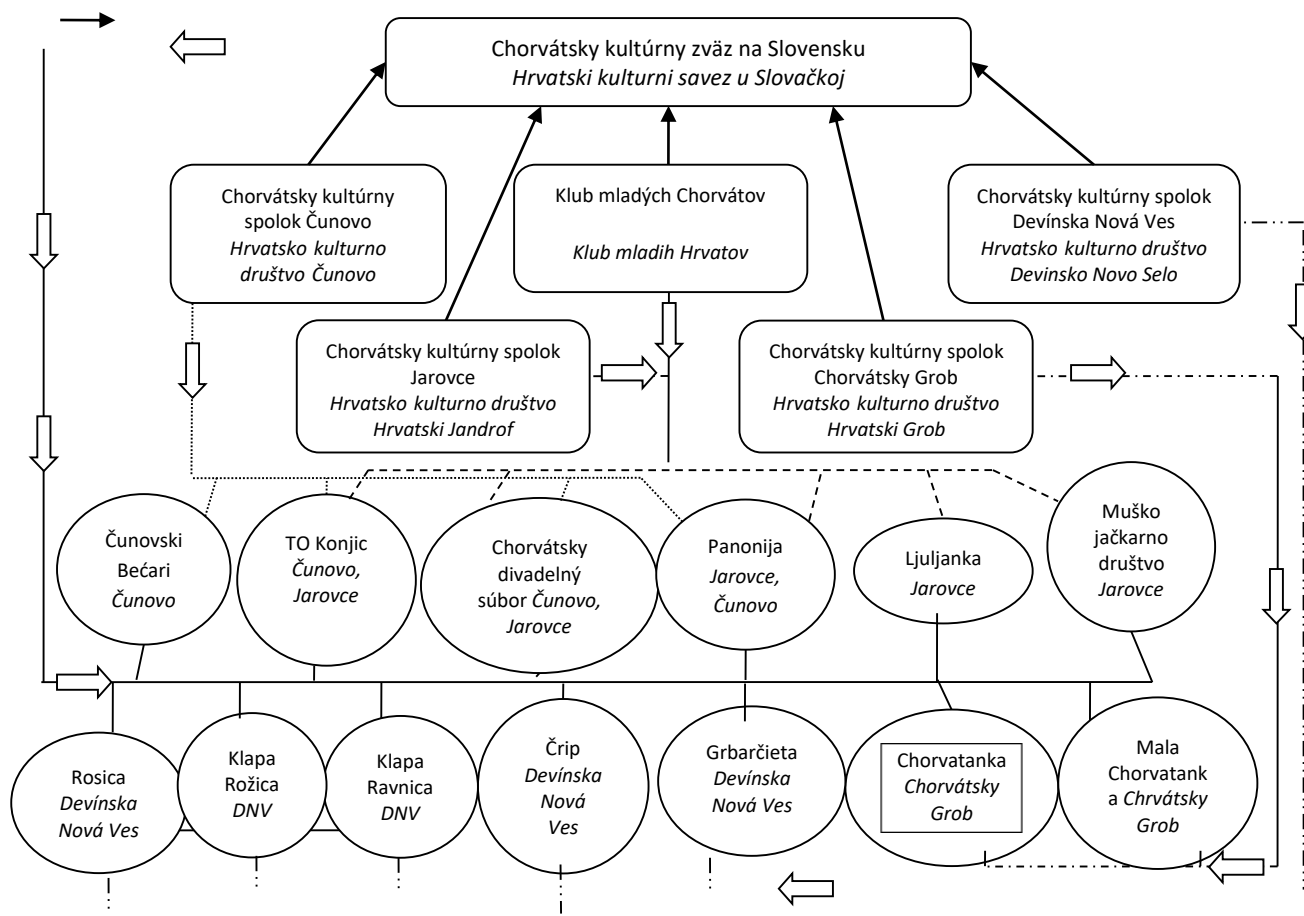 Chorvátsky kultúrny zväz na Slovensku
Hrvatski kulturni savez u Slovačkoj
Chorvátsky kultúrny
spolok Čunovo
Hrvatsko kulturno
društvo Čunovo
Klub mladých Chorvátov
Klub mladih Hrvatov
Chorvátsky kultúrny spolok
Devínska Nová Ves
Hrvatsko kulturno društvo
Devinsko Novo Selo
Chorvátsky kultúrny spolok
Jarovce
Hrvatsko kulturno društvo
Hrvatski Jandrof
Chorvátsky kultúrny spolok
Chorvátsky Grob
Hrvatsko kulturno društvo
Hrvatski Grob
Čunovski
Bećari
Čunovo
TO Konjic
Čunovo,
Jarovce
Chorvátsky
divadelný
súbor Čunovo,
Jarovce
Panonija
Jarovce,
Čunovo
Ljuljanka
Jarovce
Muško
jačkarno
društvo
Jarovce
Rosica
Devínska
Nová Ves
Klapa
Rožica
DNV
Klapa
Ravnica
DNV
Črip
Devínska
Nová
Ves
Grbarčieta
Devínska
Nová Ves
Chorvatanka
Chorvátsky
Grob
Mala
Chorvatank
a Chrvátsky
Grob